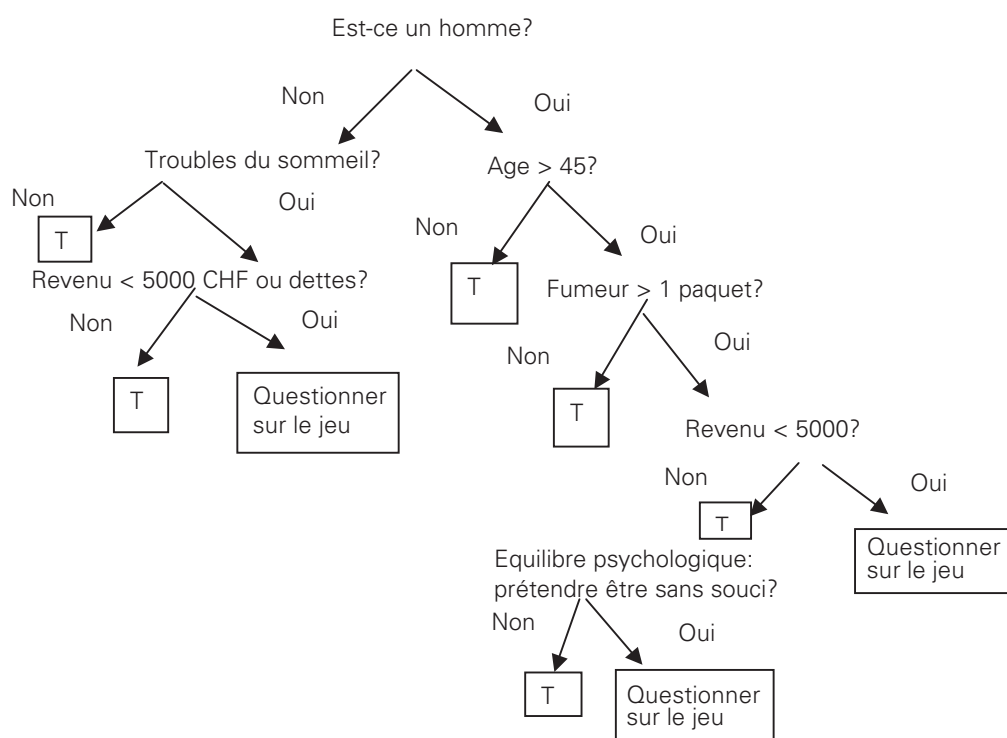 Est-ce un homme?
Non
Oui
Troubles du sommeil?
Age > 45?
Non
Oui
T
Non
Oui
Revenu < 5000 CHF ou dettes?
T
Fumeur > 1 paquet?
Non
Oui
Non
Oui
T
Questionner
sur le jeu
T
Revenu < 5000?
Non
Oui
T
Questionner
sur le jeu
Equilibre psychologique:
prétendre être sans souci?
Non
Oui
T
Questionner
sur le jeu